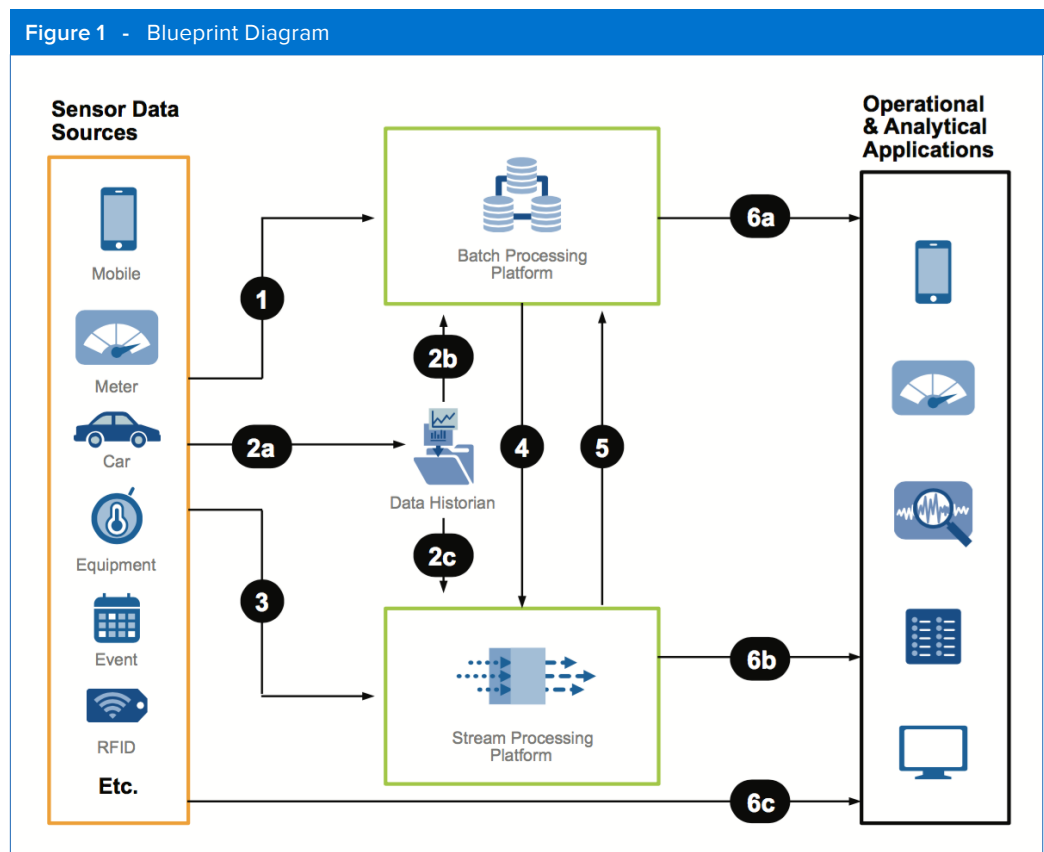 Figure 1 - Blueprint Diagram
Sensor Data
Sources
Mobile
Meter
Car
Equipment
Event
RFID
Etc.
1
2a
3
Batch Processing
Platform
2b
Data Historian
2c
4
5
Stream Processing
Platform
6a
6b
6c
Operational
& Analytical
Applications